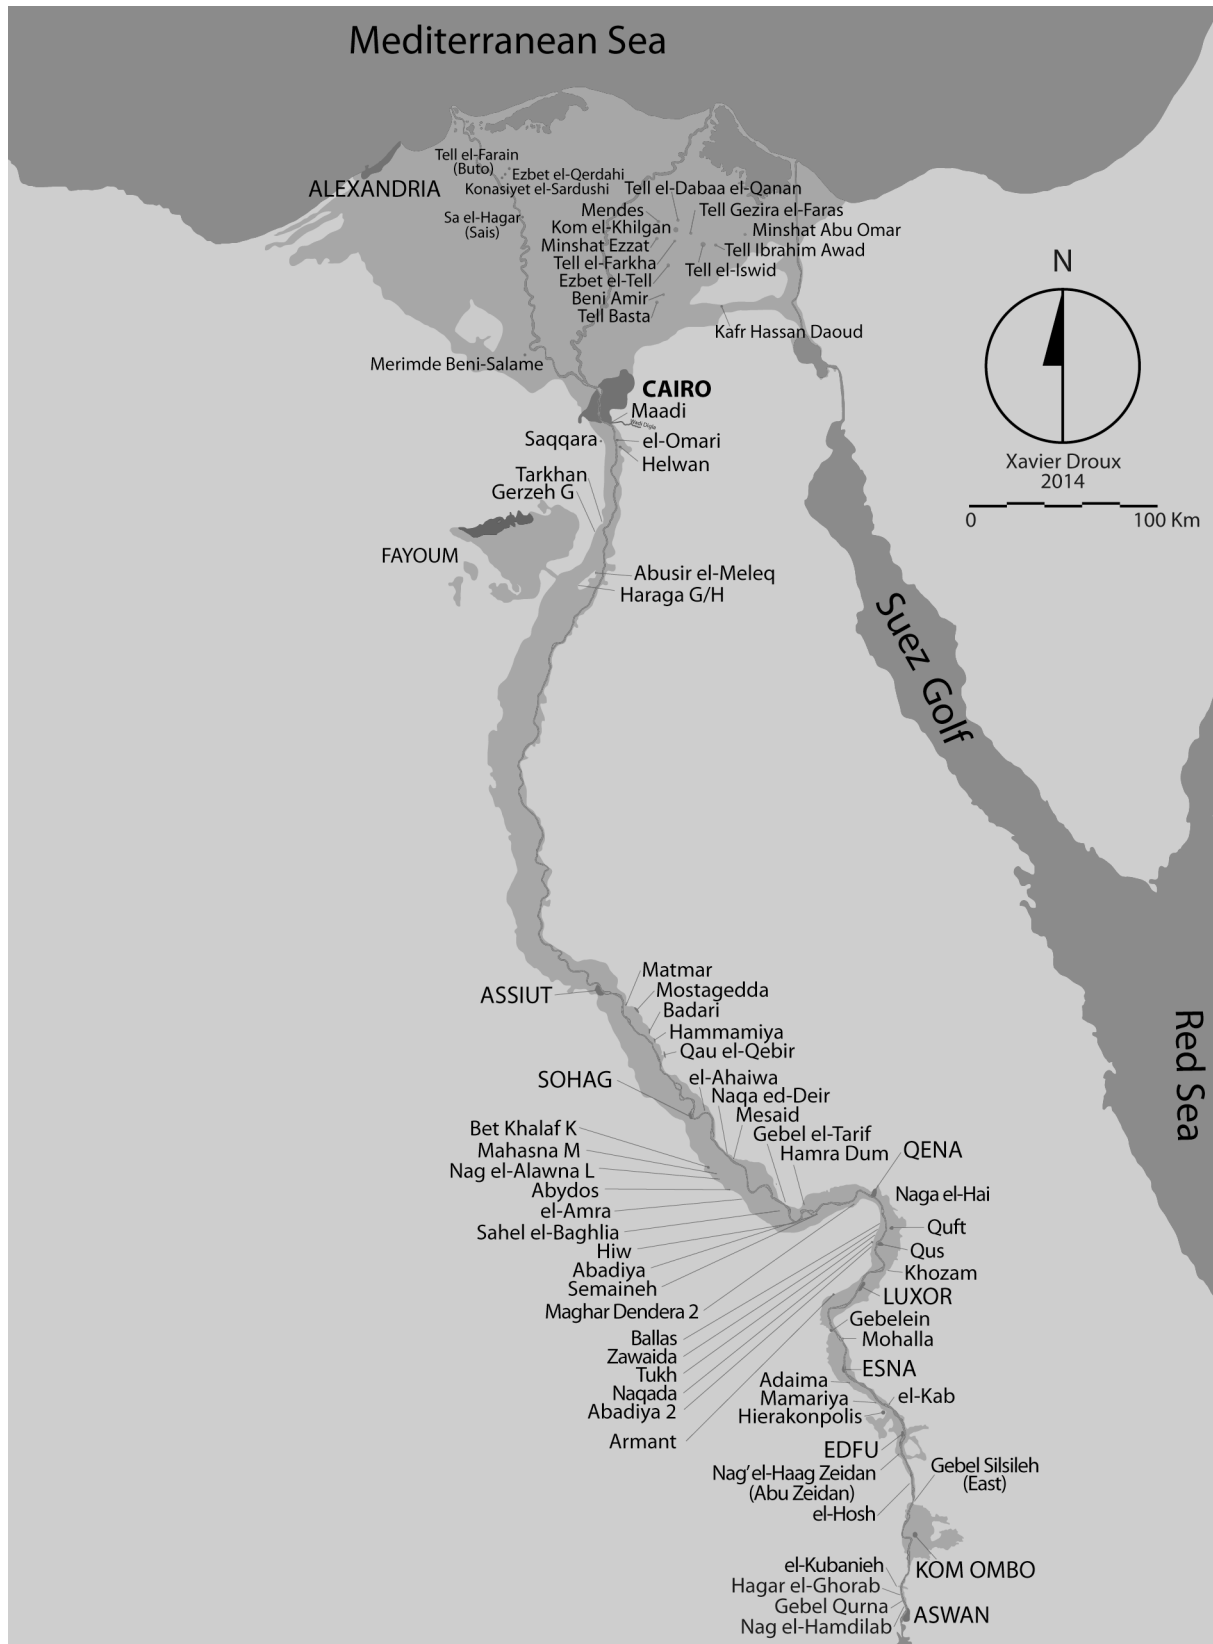 Mediterranean Sea
Tell el-Farain
(Buto)
Ezbet el-Qerdahi
ALEXANDRIA
Konasiyet el-Sardushi
Tell el-Dabaa el-Qanan
Sa el-Hagar
(Sais)
Mendes
Tell Gezira el-Faras
Kom el-Khilgan
Minshat Abu Omar
Minshat Ezzat
Tell Ibrahim Awad
Tell el-Farkha
Tell el-Iswid
Ezbet el-Tell
Beni Amir
Tell Basta
Kafr Hassan Daoud
N
Merimde Beni-Salame
CAIRO
Maadi
Wadi Digla
Saqqara
el-Omari
Helwan
Xavier Droux
2014
0
100 Km
Tarkhan
Gerzeh G
FAYOUM
Abusir el-Meleq
Haraga G/H
Suez Golf
Red Sea
Matmar
ASSIUT
Mostagedda
Badari
Hammamiya
Qau el-Qebir
SOHAG
el-Ahaiwa
Naqa ed-Deir
Mesaid
Bet Khalaf K
Gebel el-Tarif
Mahasna M
Hamra Dum
QENA
Nag el-Alawna L
Abydos
Naga el-Hai
el-Amra
Sahel el-Baghlia
Quft
Hiw
Qus
Abadiya
Khozam
Semaineh
LUXOR
Maghar Dendera 2
Gebelein
Ballas
Mohalla
Zawaida
Tukh
ESNA
Naqada
Adaima
Abadiya 2
Mamariya
el-Kab
Hierakonpolis
Armant
EDFU
Nag' el-Haag Zeidan
(Abu Zeidan)
Gebel Silsileh
(East)
el-Hosh
el-Kubanieh
KOM OMBO
Hagar el-Ghorab
Gebel Qurna
ASWAN
Nag el-Hamdilab